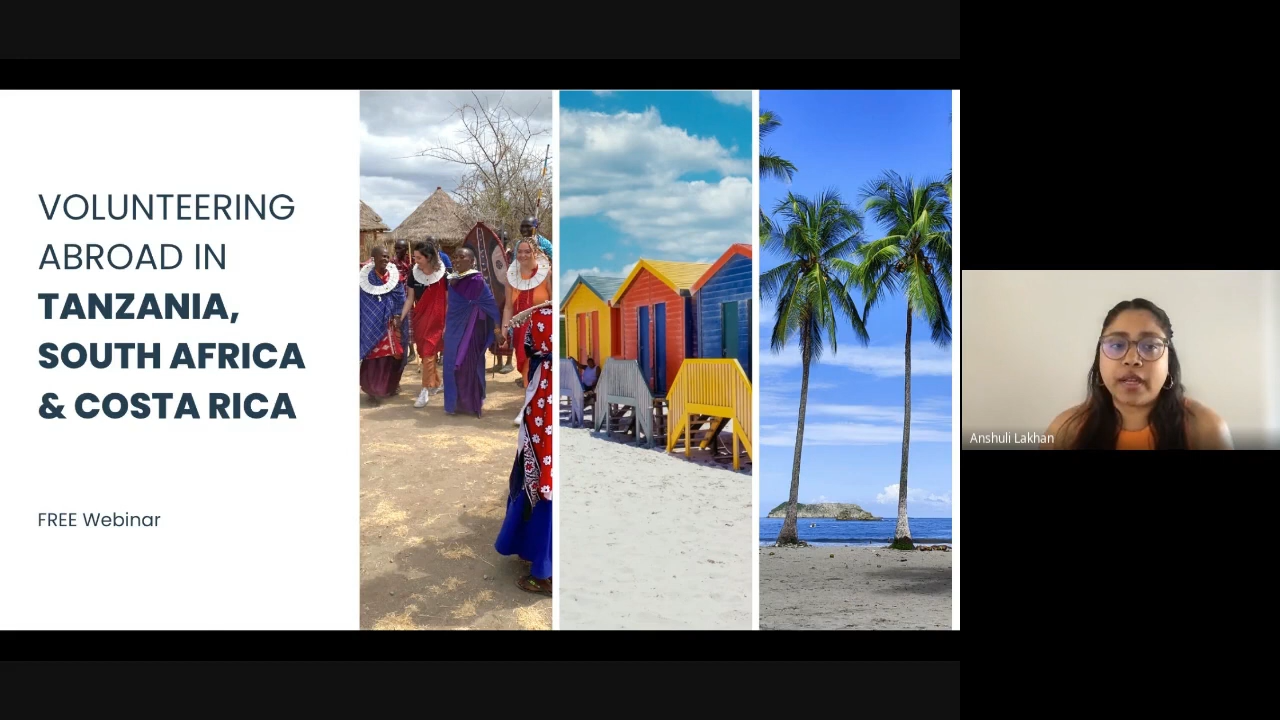 VOLUNTEERING
ABROAD IN
TANZANIA,
SOUTH AFRICA
& COSTA RICA
FREE Webinar
Anshuli Lakhan